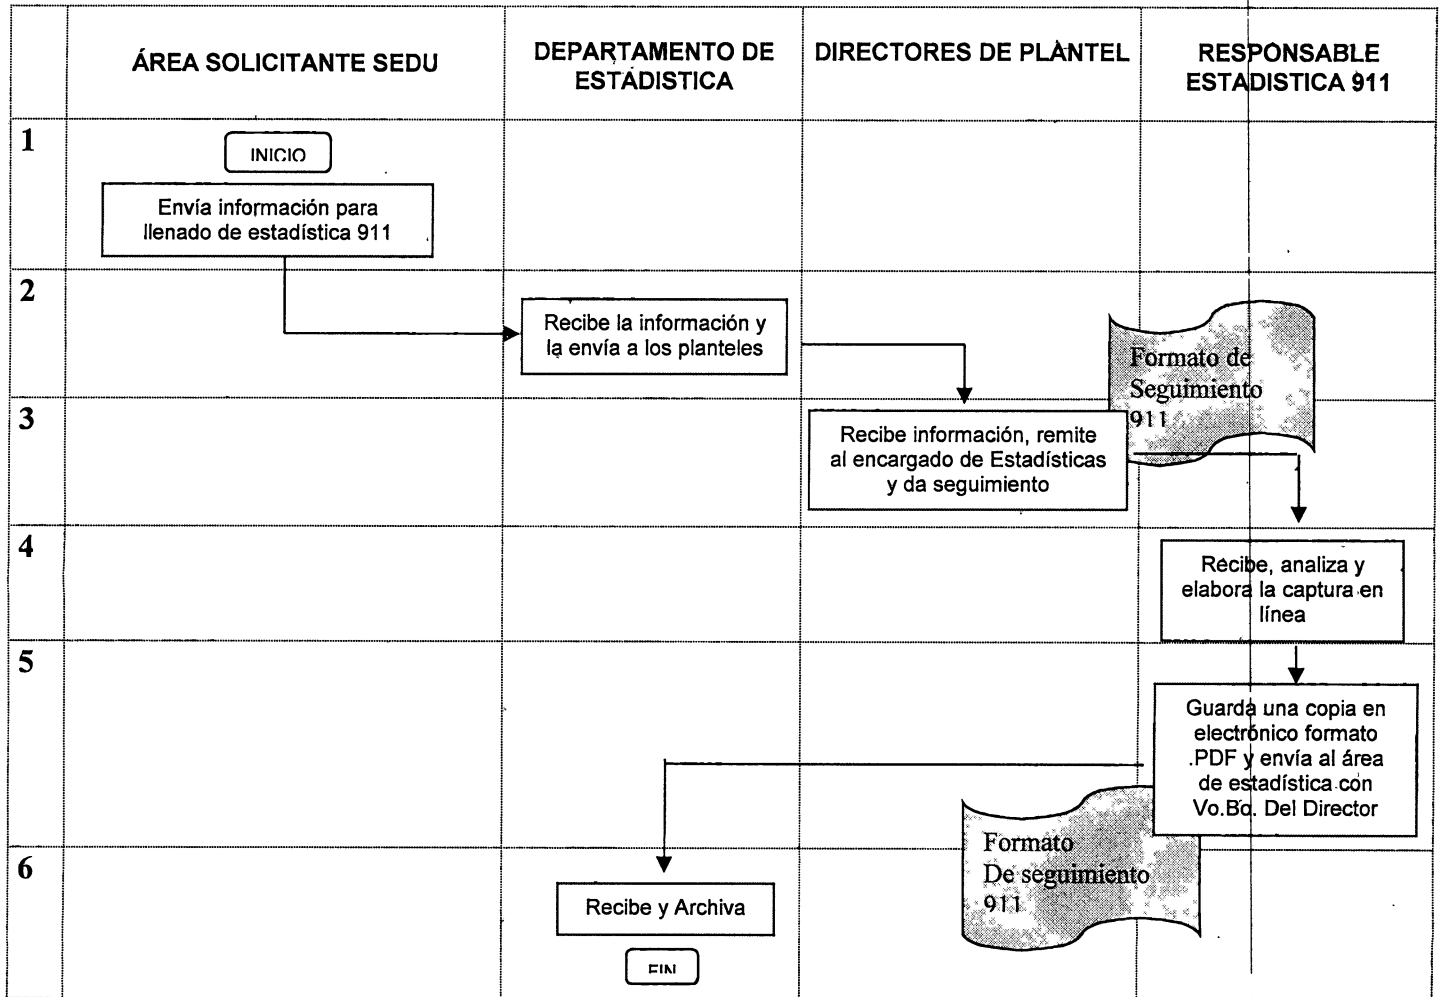 ÁREA SOLICITANTE SEDU
DEPARTAMENTO DE
ESTADISTICA
DIRECTORES DE PLANTEL
RESPONSABLE
ESTADISTICA 911
1
INICIO
Envía información para
llenado de estadística 911
2
Recibe la información y
la envía a los planteles
Formato de
Seguimiento
911
3
Recibe información, remite
al encargado de Estadísticas
y da seguimiento
4
Recibe, analiza y
elabora la captura en
línea
5
Guarda una copia en
electrónico formato
.PDF y envía al área
de estadística con
Vo.Bo. Del Director
Formato
De seguimiento
911
6
Recibe y Archiva
FIN